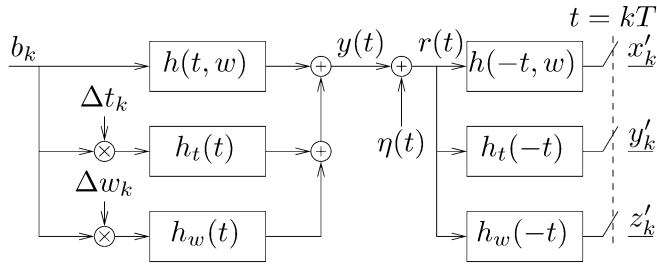 t = kT
b_k h(t, w) + y(t) + r(t) h(−t, w) x′_k
Δt_k η(t)
× h_t(t) + h_t(−t) y′_k
Δw_k
× h_w(t) h_w(−t) z′_k